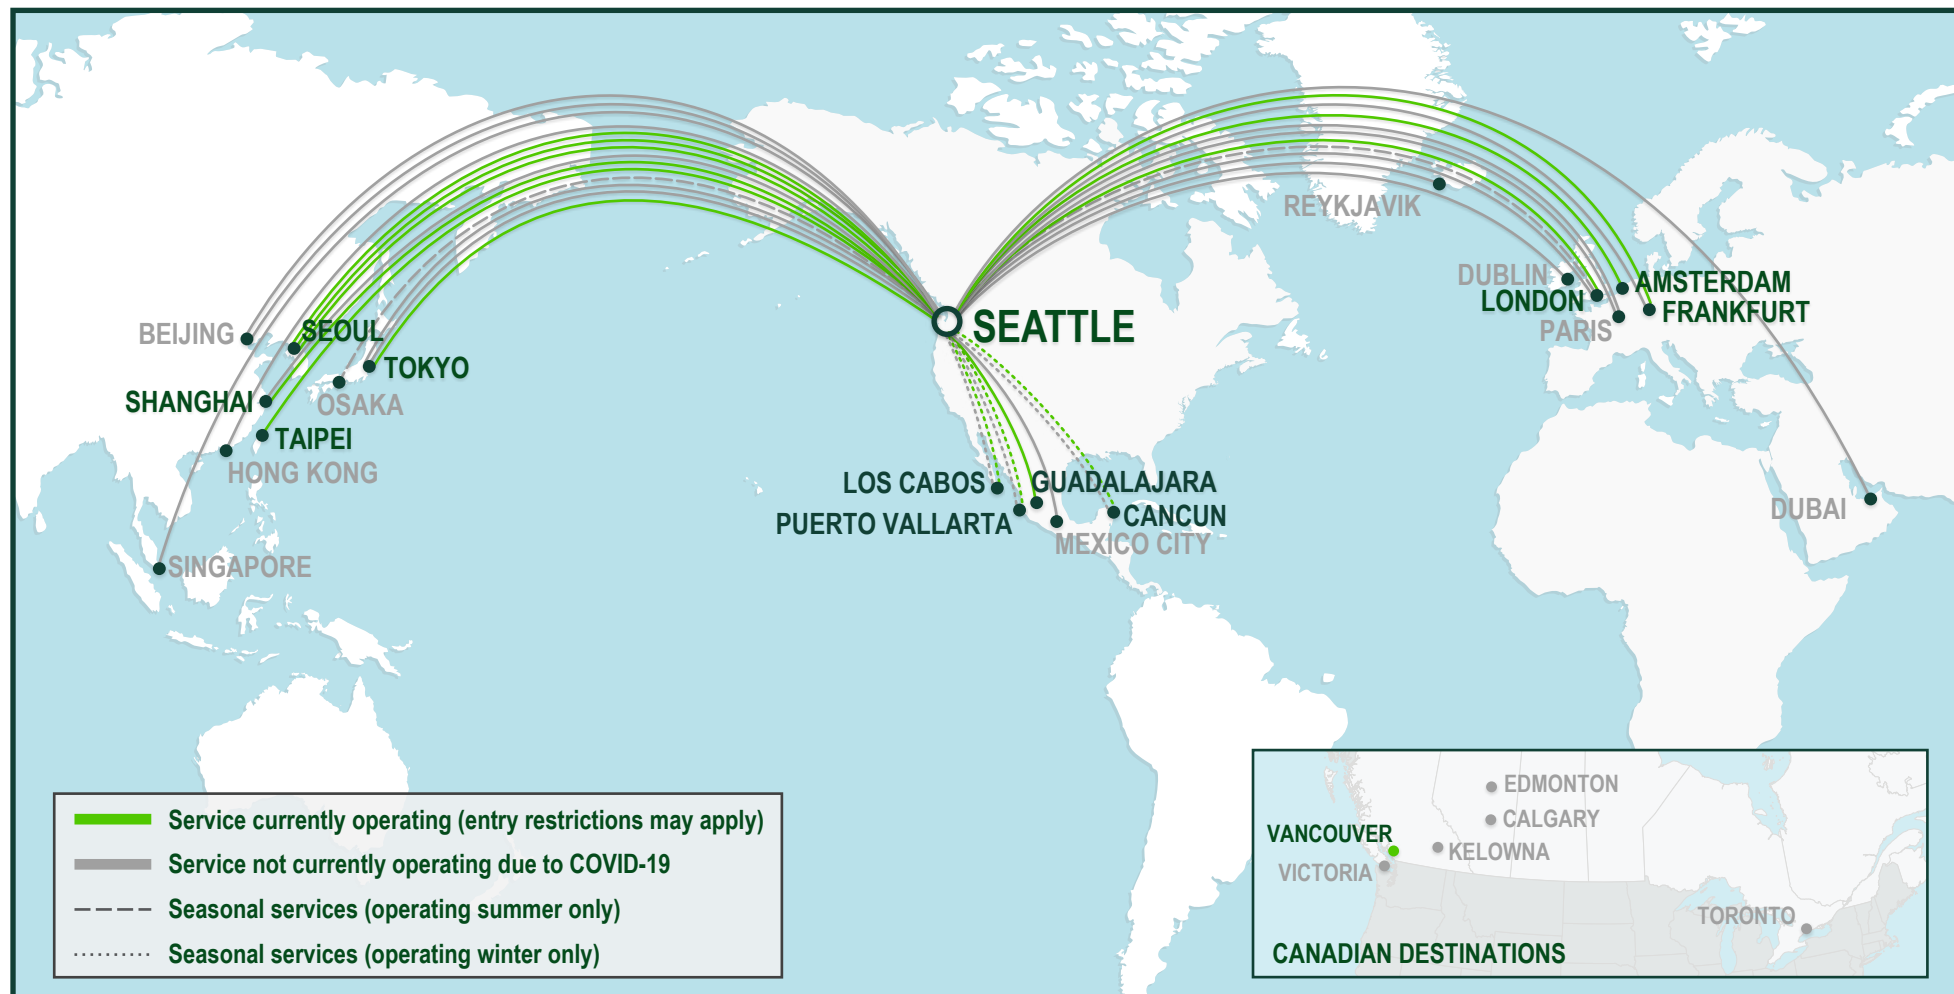 REYKJAVIK
DUBLIN
AMSTERDAM
LONDON
FRANKFURT
PARIS
BEIJING
SEOUL
SEATTLE
TOKYO
SHANGHAI
OSAKA
TAIPEI
HONG KONG
LOS CABOS
GUADALAJARA
DUBAI
PUERTO VALLARTA
CANCUN
MEXICO CITY
SINGAPORE
Service currently operating (entry restrictions may apply)
Service not currently operating due to COVID-19
Seasonal services (operating summer only)
Seasonal services (operating winter only)
EDMONTON
CALGARY
VANCOUVER
KELOWNA
VICTORIA
TORONTO
CANADIAN DESTINATIONS